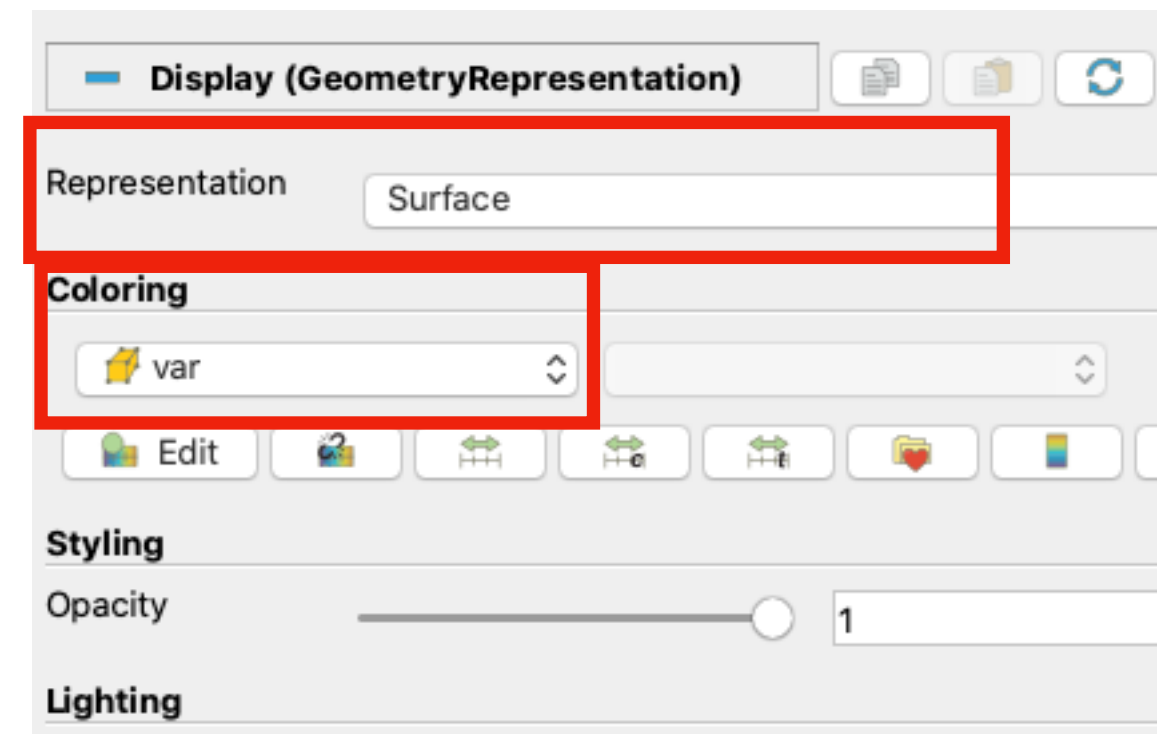 Display (GeometryRepresentation)
Representation Surface
Coloring
var
Edit
Styling
Opacity 1
Lighting